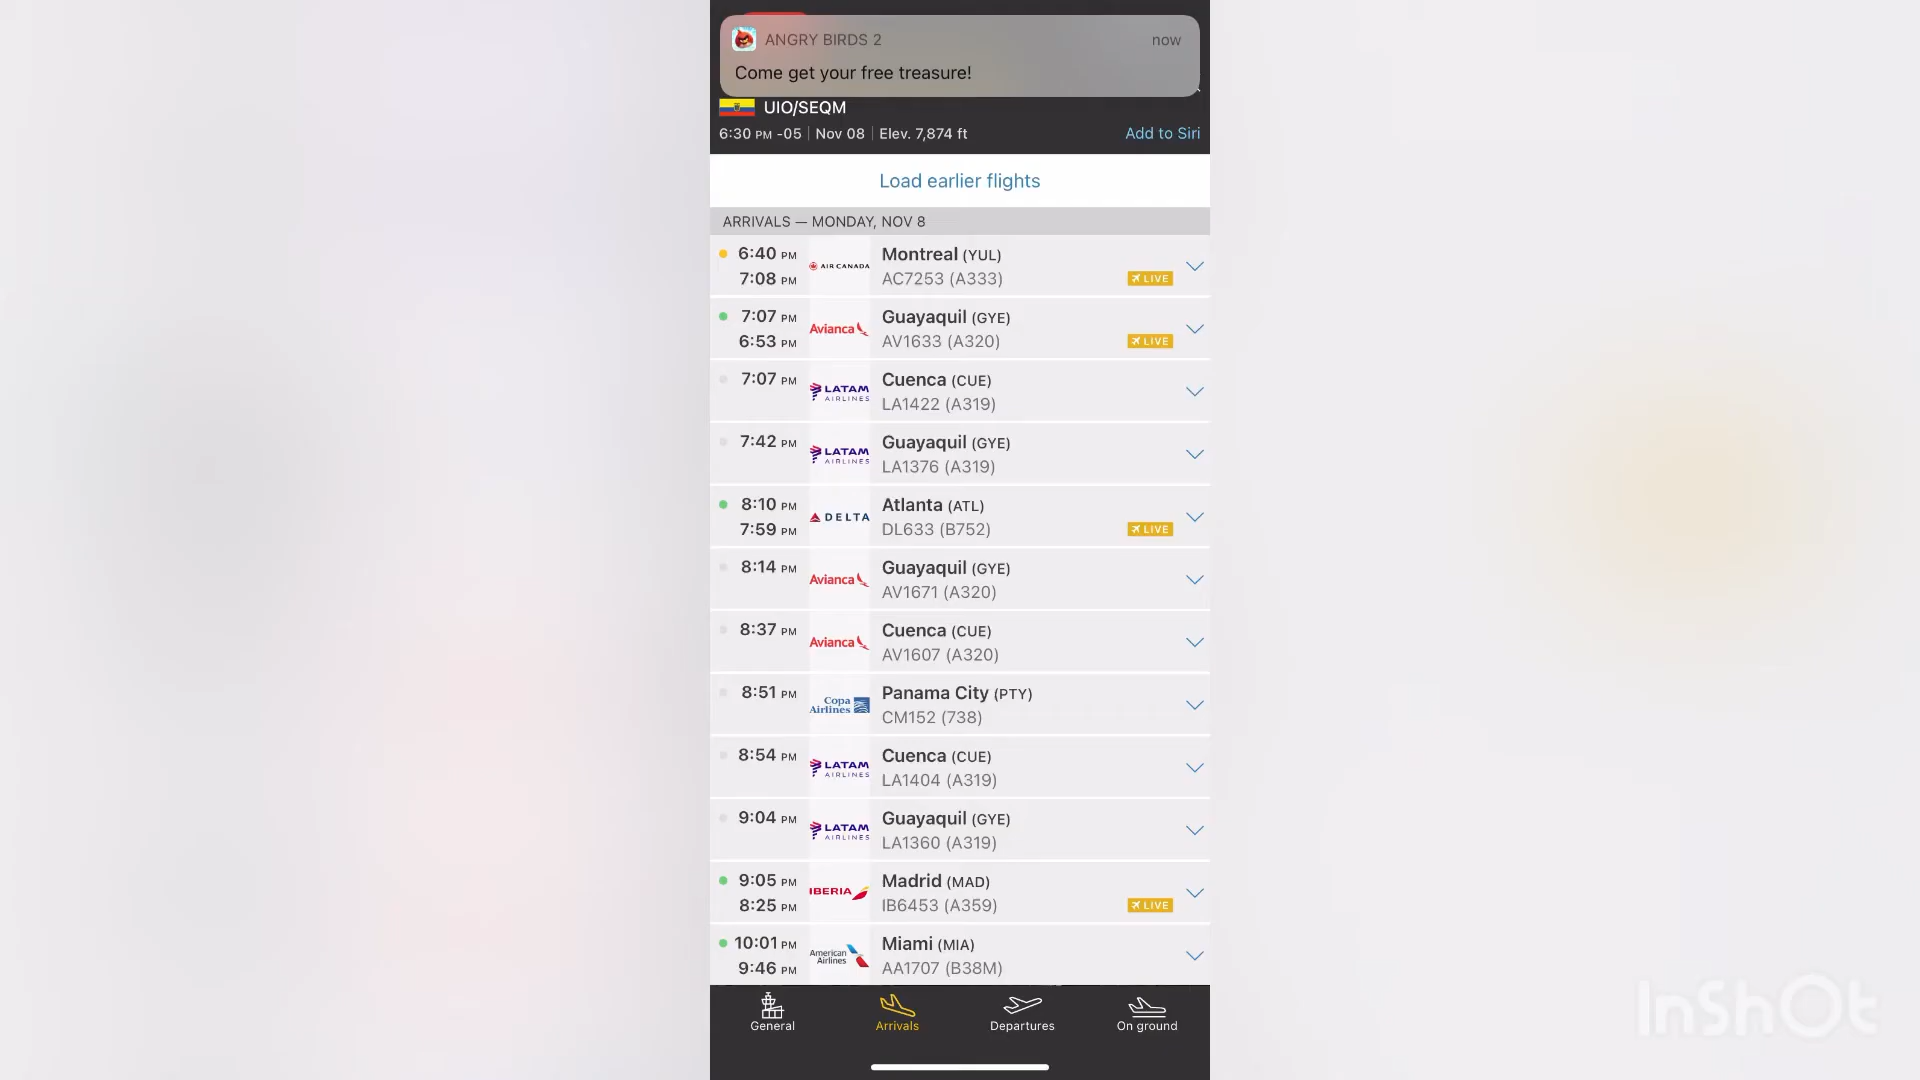 ANGRY BIRDS 2 now
Come get your free treasure!
UIO/SEQM
6:30 PM -05 | Nov 08 | Elev. 7,874 ft Add to Siri
Load earlier flights
ARRIVALS — MONDAY, NOV 8
6:40 PM AIR CANADA Montreal (YUL)
7:08 PM AC7253 (A333) LIVE
7:07 PM Avianca Guayaquil (GYE)
6:53 PM AV1633 (A320) LIVE
7:07 PM LATAM AIRLINES Cuenca (CUE)
LA1422 (A319)
7:42 PM LATAM AIRLINES Guayaquil (GYE)
LA1376 (A319)
8:10 PM DELTA Atlanta (ATL)
7:59 PM DL633 (B752) LIVE
8:14 PM Avianca Guayaquil (GYE)
AV1671 (A320)
8:37 PM Avianca Cuenca (CUE)
AV1607 (A320)
8:51 PM Copa Airlines Panama City (PTY)
CM152 (738)
8:54 PM LATAM AIRLINES Cuenca (CUE)
LA1404 (A319)
9:04 PM LATAM AIRLINES Guayaquil (GYE)
LA1360 (A319)
9:05 PM IBERIA Madrid (MAD)
8:25 PM IB6453 (A359) LIVE
10:01 PM American Airlines Miami (MIA)
9:46 PM AA1707 (B38M)
General Arrivals Departures On ground
InShOt